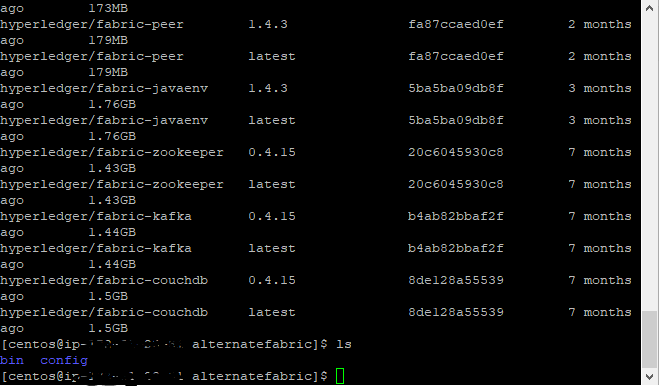 ago 173MB
hyperledger/fabric-peer 1.4.3 fa87ccaed0ef 2 months
ago 179MB
hyperledger/fabric-peer latest fa87ccaed0ef 2 months
ago 179MB
hyperledger/fabric-javaenv 1.4.3 5ba5ba09db8f 3 months
ago 1.76GB
hyperledger/fabric-javaenv latest 5ba5ba09db8f 3 months
ago 1.76GB
hyperledger/fabric-zookeeper 0.4.15 20c6045930c8 7 months
ago 1.43GB
hyperledger/fabric-zookeeper latest 20c6045930c8 7 months
ago 1.43GB
hyperledger/fabric-kafka 0.4.15 b4ab82bbaf2f 7 months
ago 1.44GB
hyperledger/fabric-kafka latest b4ab82bbaf2f 7 months
ago 1.44GB
hyperledger/fabric-couchdb 0.4.15 8de128a55539 7 months
ago 1.5GB
hyperledger/fabric-couchdb latest 8de128a55539 7 months
ago 1.5GB
[centos@ip- alternatefabric]$ ls
bin config
[centos@ip- alternatefabric]$